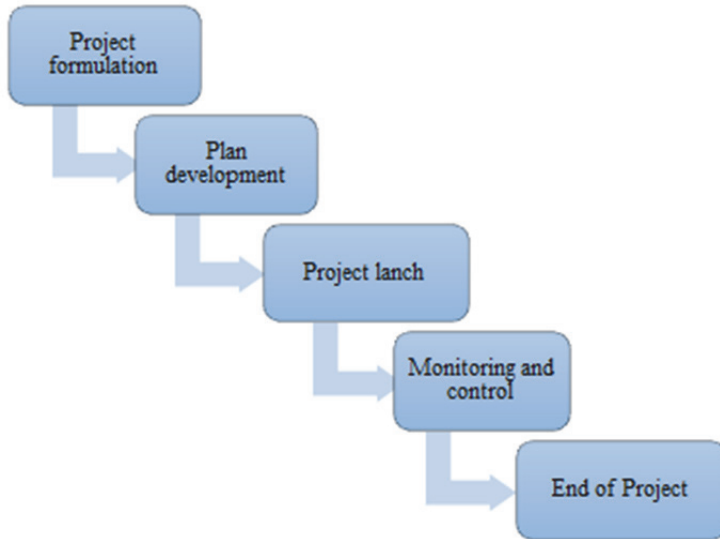 Project
formulation
Plan
development
Project lanch
Monitoring and
control
End of Project